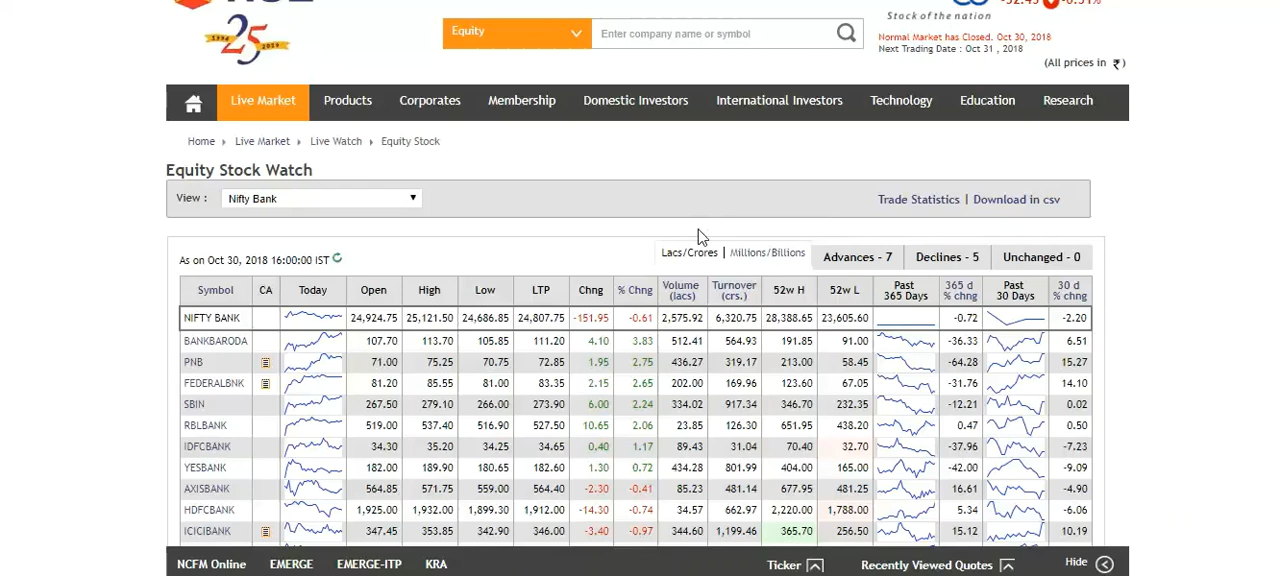 -0.31%
Stock of the nation
Equity
Enter company name or symbol
Normal Market has Closed. Oct 30, 2018
Next Trading Date : Oct 31 , 2018
(All prices in ₹)
25
Live Market Products Corporates Membership Domestic Investors International Investors Technology Education Research
Home Live Market Live Watch Equity Stock
Equity Stock Watch
View : Nifty Bank Trade Statistics | Download in csv
As on Oct 30, 2018 16:00:00 IST Lacs/Crores | Millions/Billions Advances - 7 Declines - 5 Unchanged - 0
Symbol CA Today Open High Low LTP Chng % Chng Volume (lacs) Turnover (crs.) 52w H 52w L Past 365 Days 365 d % chng Past 30 Days 30 d % chng
NIFTY BANK 24,924.75 25,121.50 24,686.85 24,807.75 -151.95 -0.61 2,575.92 6,320.75 28,388.65 23,605.60 -0.72 -2.20
BANKBARODA 107.70 113.70 105.85 111.20 4.10 3.83 512.41 564.93 191.85 91.00 -36.33 6.51
PNB 71.00 75.25 70.75 72.85 1.95 2.75 436.27 319.17 213.00 58.45 -64.28 15.27
FEDERALBNK 81.20 85.55 81.00 83.35 2.15 2.65 202.00 169.96 123.60 67.05 -31.76 14.10
SBIN 267.50 279.10 266.00 273.90 6.00 2.24 334.02 917.34 346.70 232.35 -12.21 0.02
RBLBANK 519.00 537.40 516.90 527.50 10.65 2.06 23.85 126.30 651.95 438.20 0.47 0.50
IDFCBANK 34.30 35.20 34.25 34.65 0.40 1.17 89.43 31.04 70.40 32.70 -37.96 -7.23
YESBANK 182.00 189.90 180.65 182.60 1.30 0.72 434.28 801.99 404.00 165.00 -42.00 -9.09
AXISBANK 564.85 571.75 559.00 564.40 -2.30 -0.41 85.23 481.14 677.95 481.25 16.61 -4.90
HDFCBANK 1,925.00 1,932.00 1,899.30 1,912.00 -14.30 -0.74 34.57 662.97 2,220.00 1,788.00 5.34 -6.06
ICICIBANK 347.45 353.85 342.90 346.00 -3.40 -0.97 344.60 1,199.46 365.70 256.50 15.12 10.19
NCFM Online EMERGE EMERGE-ITP KRA Ticker Recently Viewed Quotes Hide